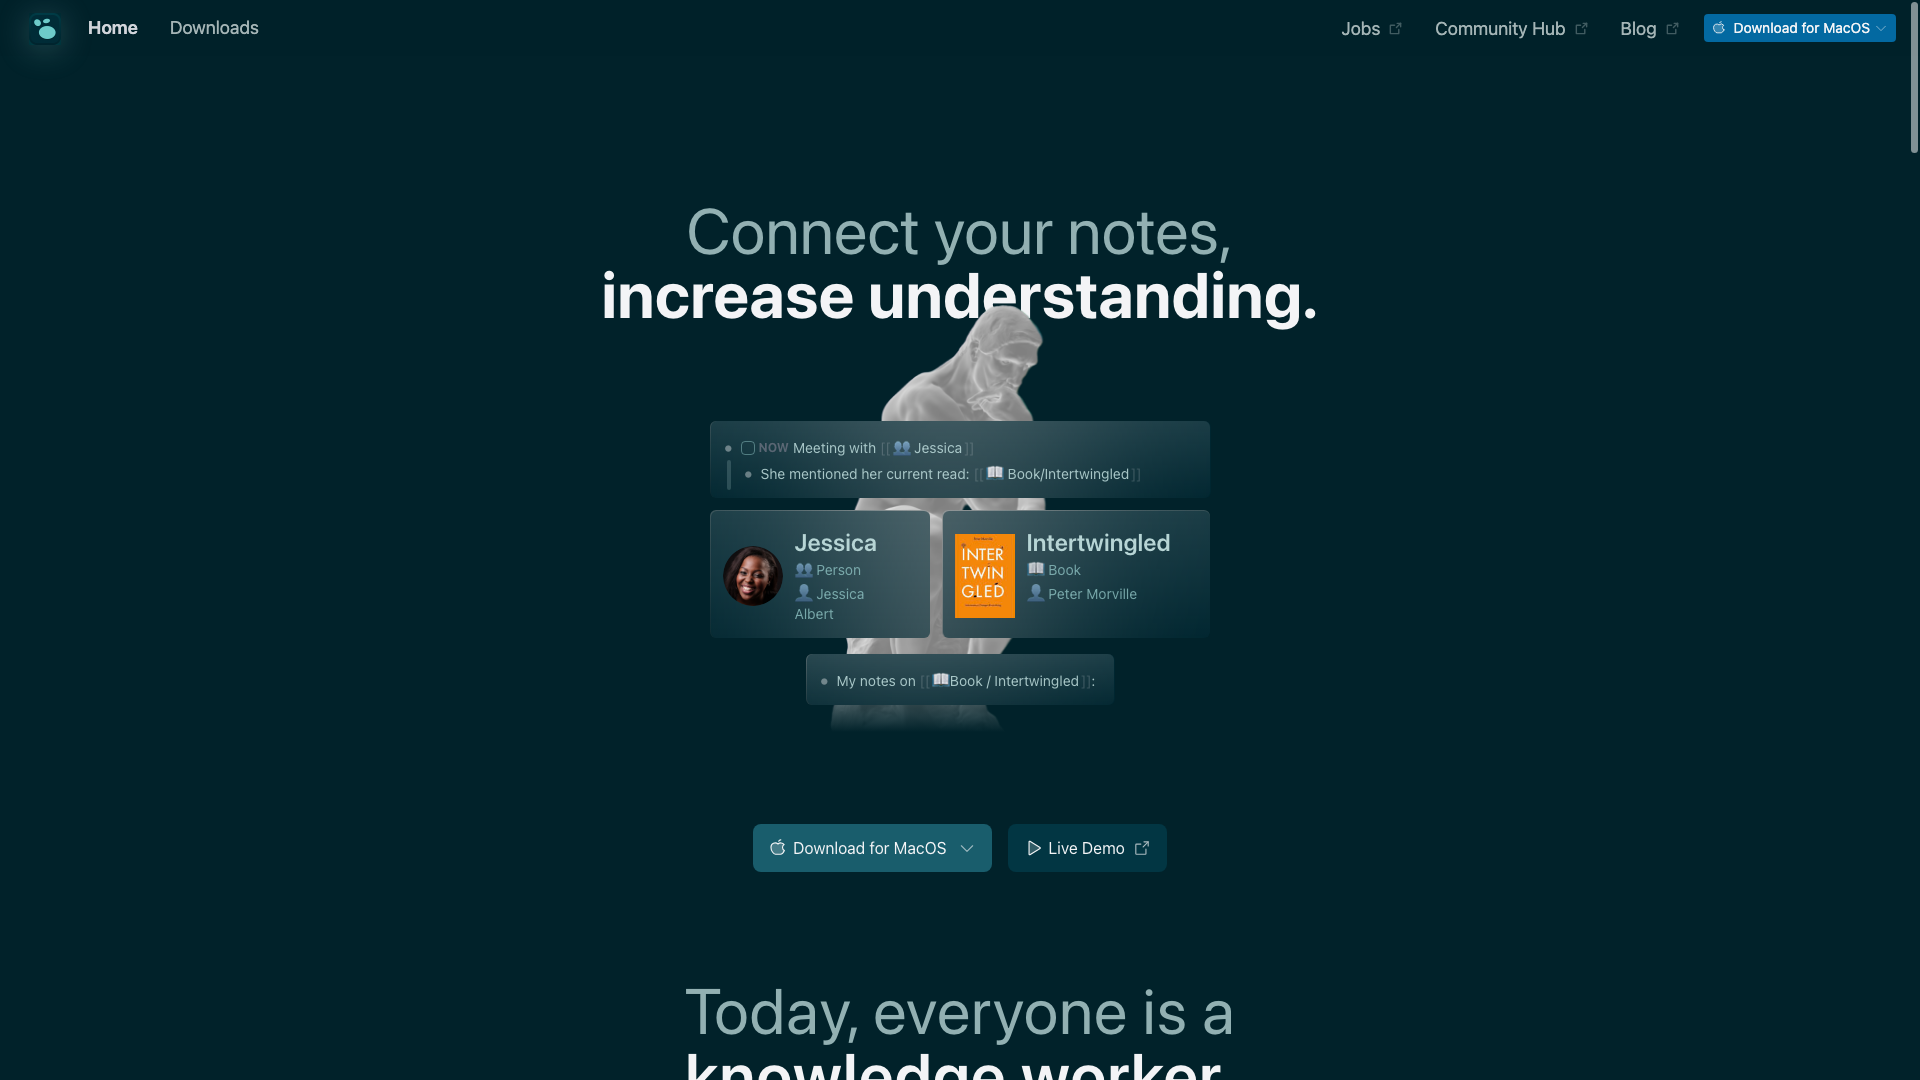 Home
Downloads
Jobs
Community Hub
Blog
Download for MacOS
Connect your notes,
increase understanding.
NOW Meeting with [[👥 Jessica]]
She mentioned her current read: [[📖 Book/Intertwingled]]
Jessica
👥 Person
👤 Jessica
Albert
INTER
TWIN
GLED
Intertwingled
📖 Book
👤 Peter Morville
My notes on [[📖Book / Intertwingled]]:
Download for MacOS
Live Demo
Today, everyone is a
knowledge worker